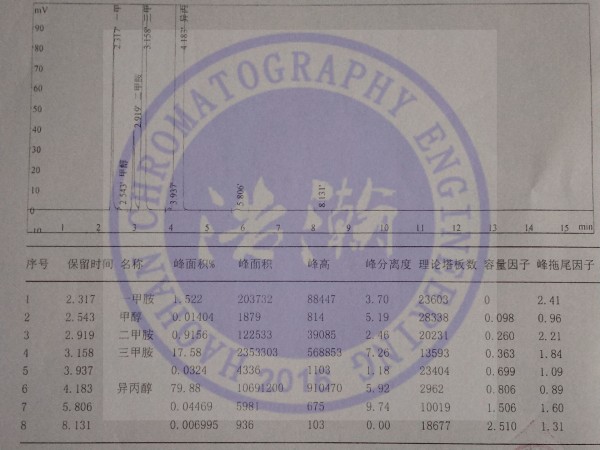 mV
90
80
70
60
50
40
30
20
10
0
2.317' 一甲
2.543' 甲醇
2.919' 二甲胺
3.158' 三甲
3.937'
4.183' 异丙
5.806'
8.131'
1 2 3 4 5 6 7 8 9 10 11 12 13 14 15 min
CHROMATOGRAPHY ENGINEERING
浩瀚
序号 保留时间 名称 峰面积% 峰面积 峰高 峰分离度 理论塔板数 容量因子 峰拖尾因子
1 2.317 一甲胺 1.522 203732 88447 3.70 23603 0 2.41
2 2.543 甲醇 0.01404 1879 814 5.19 28338 0.098 0.96
3 2.919 二甲胺 0.9156 122533 39085 2.46 20231 0.260 2.21
4 3.158 三甲胺 17.58 2353303 568853 7.26 13593 0.363 1.84
5 3.937 0.0324 4336 1103 1.18 23404 0.699 1.09
6 4.183 异丙醇 79.88 10691200 910470 5.92 2962 0.806 0.89
7 5.806 0.04469 5981 675 9.74 10019 1.506 1.60
8 8.131 0.006995 936 103 0.00 18677 2.510 1.31